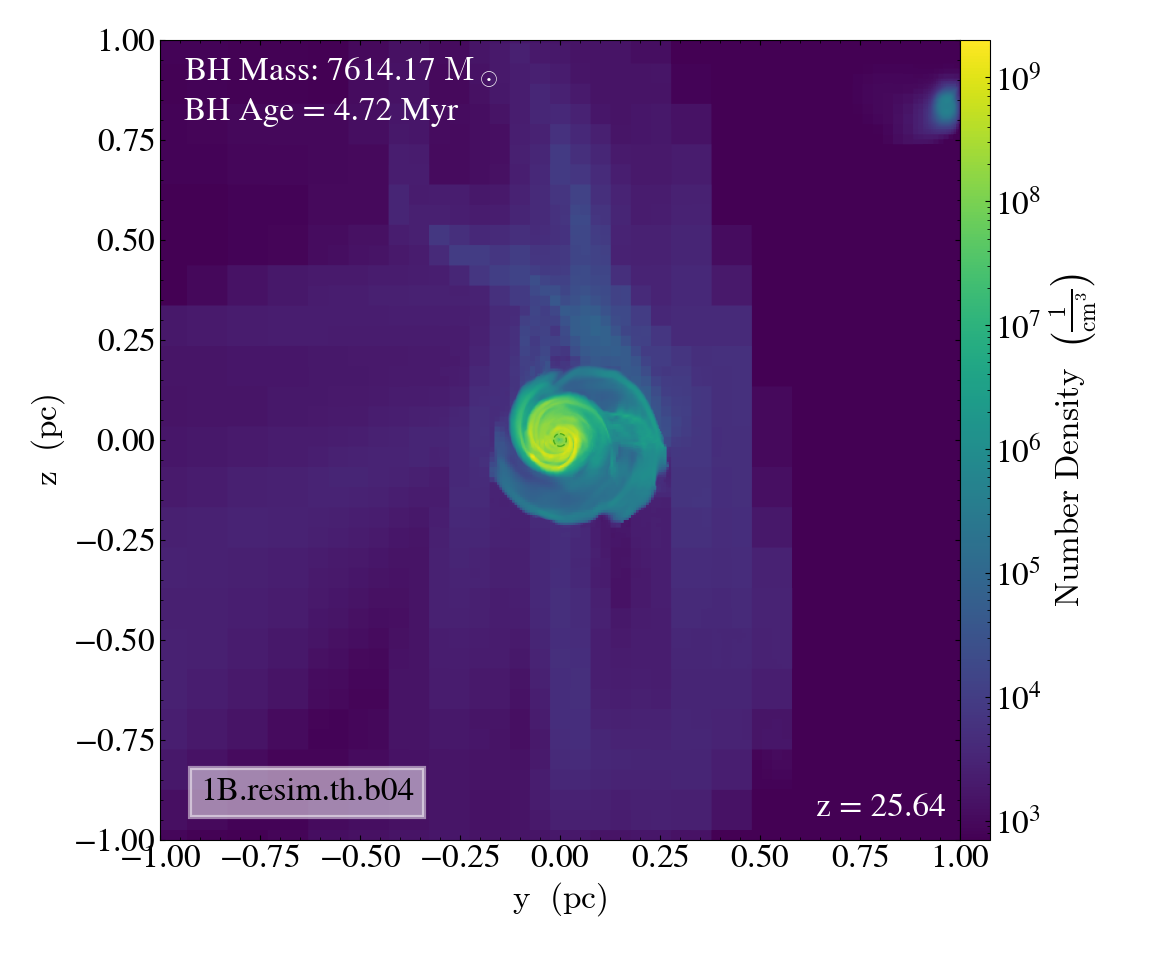 BH Mass: 7614.17 M⊙
BH Age = 4.72 Myr
1.00
0.75
0.50
0.25
0.00
−0.25
−0.50
−0.75
−1.00
z (pc)
1B.resim.th.b04
z = 25.64
−1.00 −0.75 −0.50 −0.25 0.00 0.25 0.50 0.75 1.00
y (pc)
10⁹
10⁸
10⁷
10⁶
10⁵
10⁴
10³
Number Density (1/cm³)